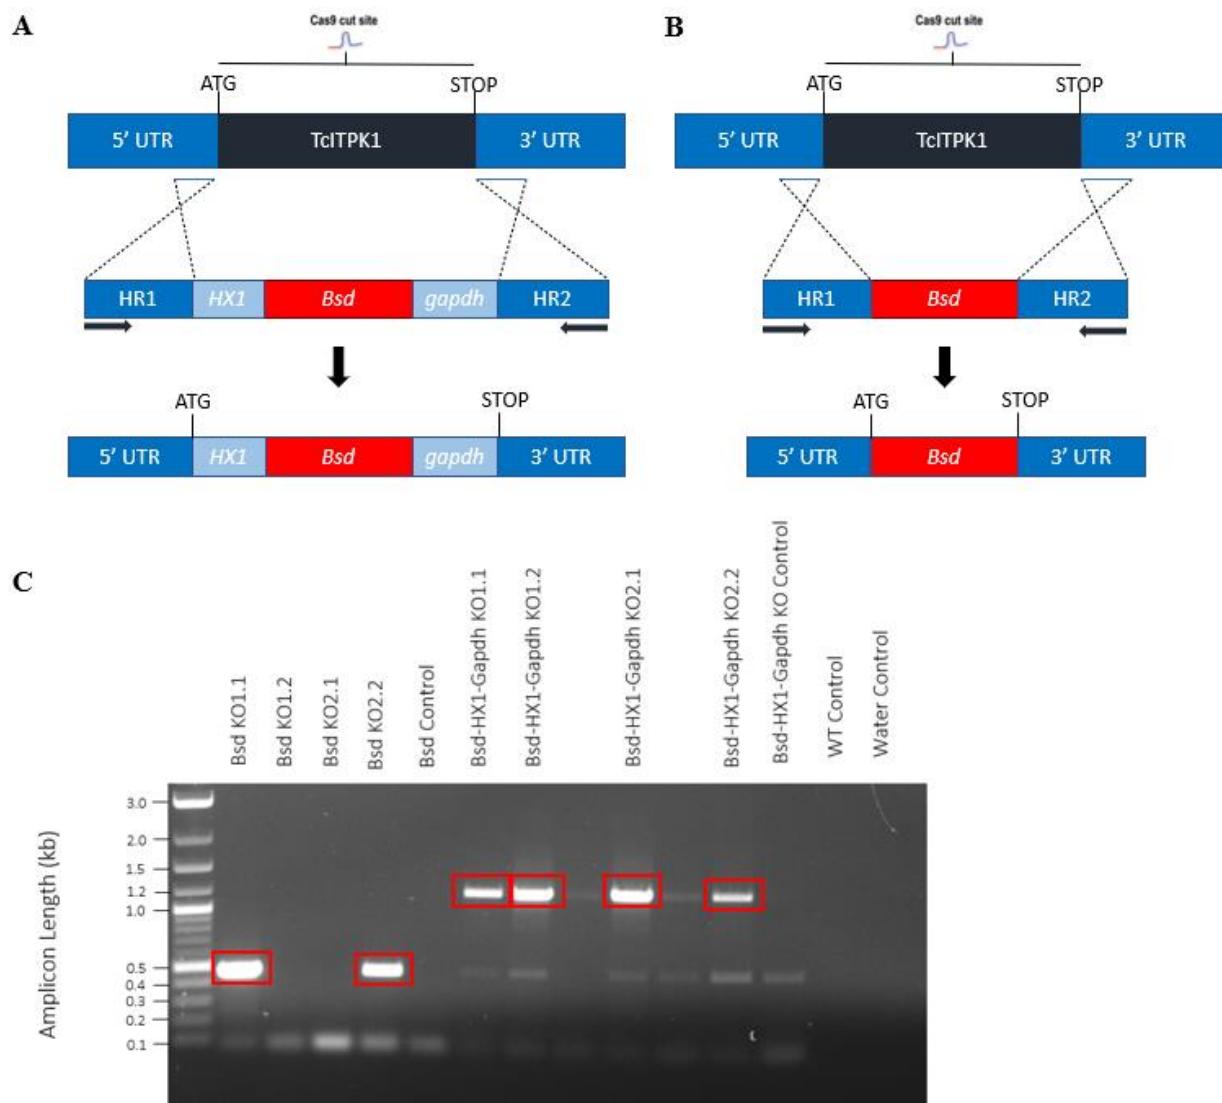 A
Cas9 cut site
ATG
STOP
5' UTR
TcITPK1
3' UTR
HR1
HX1
Bsd
gapdh
HR2
ATG
STOP
5' UTR
HX1
Bsd
gapdh
3' UTR
B
Cas9 cut site
ATG
STOP
5' UTR
TcITPK1
3' UTR
HR1
Bsd
HR2
ATG
STOP
5' UTR
Bsd
3' UTR
C
Bsd KO1.1
Bsd KO1.2
Bsd KO2.1
Bsd KO2.2
Bsd Control
Bsd-HX1-Gapdh KO1.1
Bsd-HX1-Gapdh KO1.2
Bsd-HX1-Gapdh KO2.1
Bsd-HX1-Gapdh KO2.2
Bsd-HX1-Gapdh KO Control
WT Control
Water Control
Amplicon Length (kb)
3.0
2.0
1.5
1.2
1.0
0.5
0.4
0.3
0.2
0.1